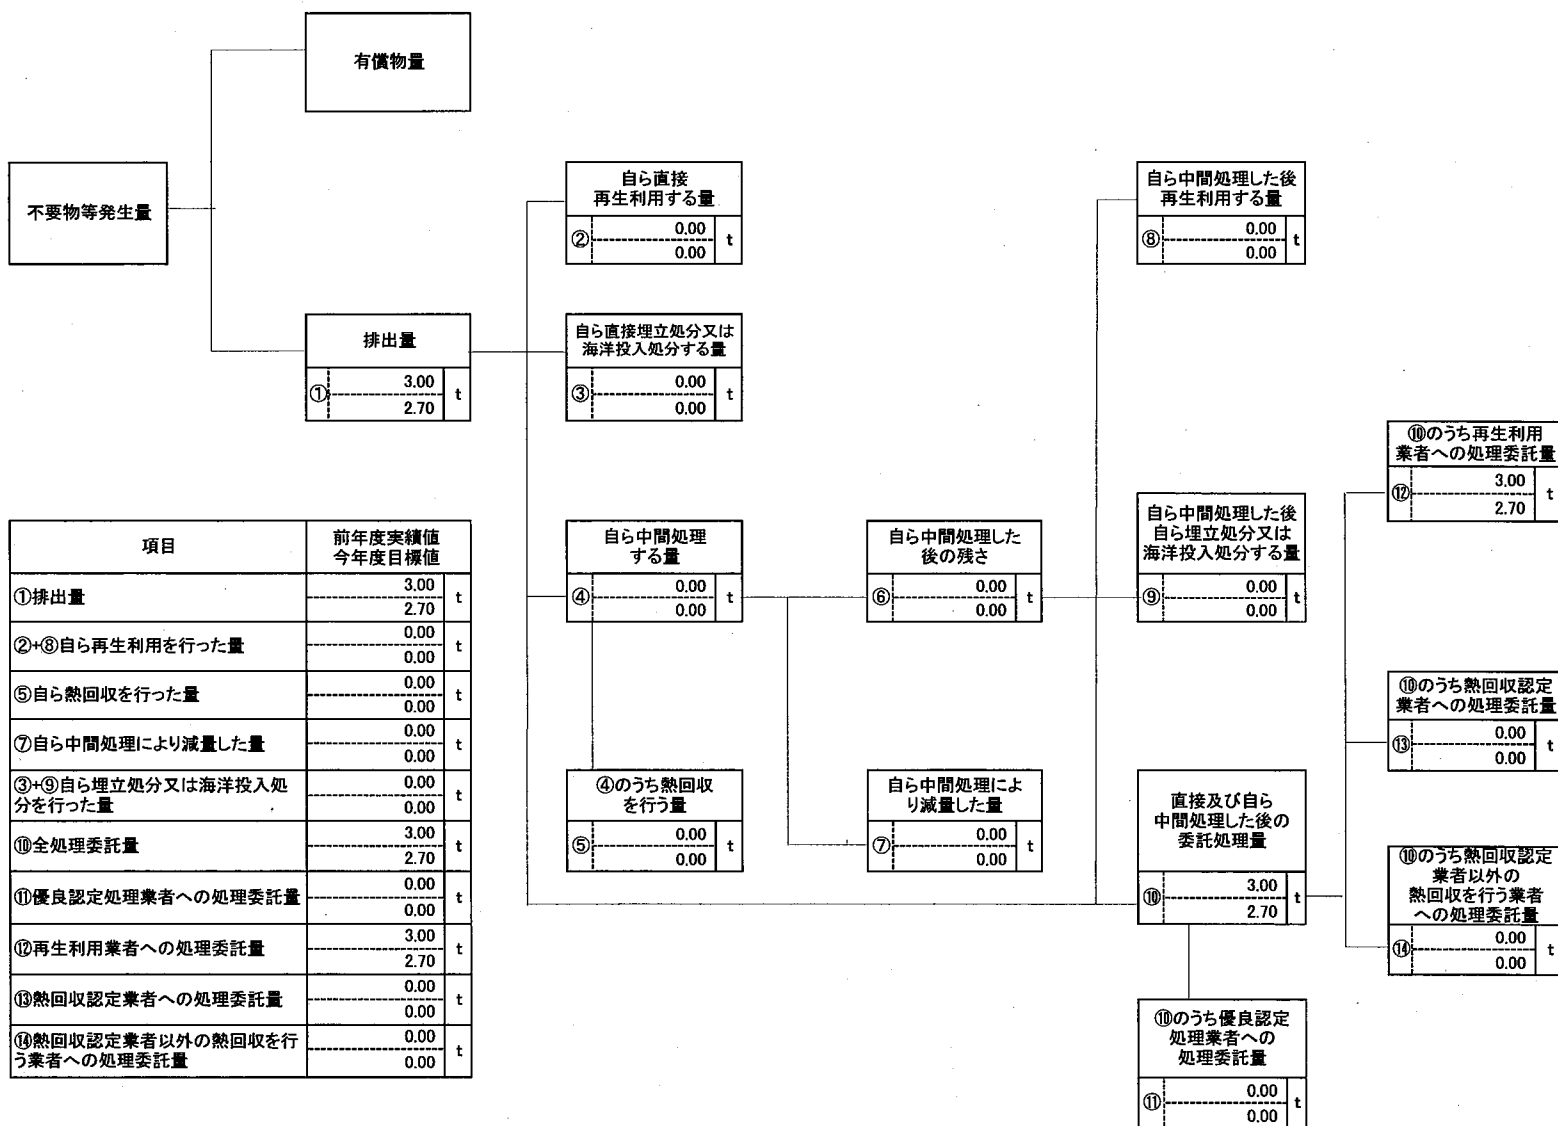 有償物量
不要物等発生量
自ら直接
再生利用する量
②
0.00
0.00
t
自ら中間処理した後
再生利用する量
⑧
0.00
0.00
t
排出量
①
3.00
2.70
t
自ら直接埋立処分又は
海洋投入処分する量
③
0.00
0.00
t
⑩のうち再生利用
業者への処理委託量
⑫
3.00
2.70
t
自ら中間処理
する量
④
0.00
0.00
t
自ら中間処理した
後の残さ
⑥
0.00
0.00
t
自ら中間処理した後
自ら埋立処分又は
海洋投入処分する量
⑨
0.00
0.00
t
⑩のうち熱回収認定
業者への処理委託量
⑬
0.00
0.00
t
④のうち熱回収
を行う量
⑤
0.00
0.00
t
自ら中間処理によ
り減量した量
⑦
0.00
0.00
t
直接及び自ら
中間処理した後の
委託処理量
⑩
3.00
2.70
t
⑩のうち熱回収認定
業者以外の
熱回収を行う業者
への処理委託量
⑭
0.00
0.00
t
⑩のうち優良認定
処理業者への
処理委託量
⑪
0.00
0.00
t
項目
前年度実績値
今年度目標値
①排出量
3.00
2.70
t
②+⑧自ら再生利用を行った量
0.00
0.00
t
⑤自ら熱回収を行った量
0.00
0.00
t
⑦自ら中間処理により減量した量
0.00
0.00
t
③+⑨自ら埋立処分又は海洋投入処
分を行った量
0.00
0.00
t
⑩全処理委託量
3.00
2.70
t
⑪優良認定処理業者への処理委託量
0.00
0.00
t
⑫再生利用業者への処理委託量
3.00
2.70
t
⑬熱回収認定業者への処理委託量
0.00
0.00
t
⑭熱回収認定業者以外の熱回収を行
う業者への処理委託量
0.00
0.00
t